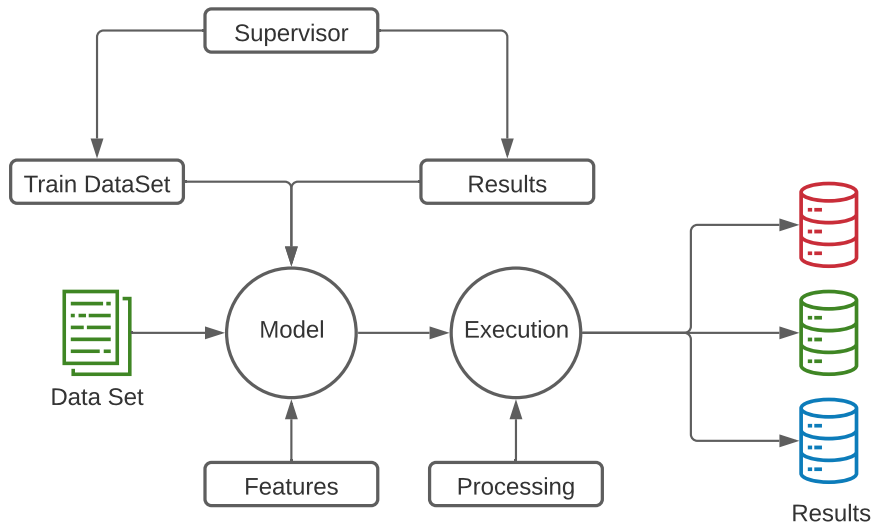 Supervisor
Train DataSet
Results
Model
Execution
Data Set
Features
Processing
Results